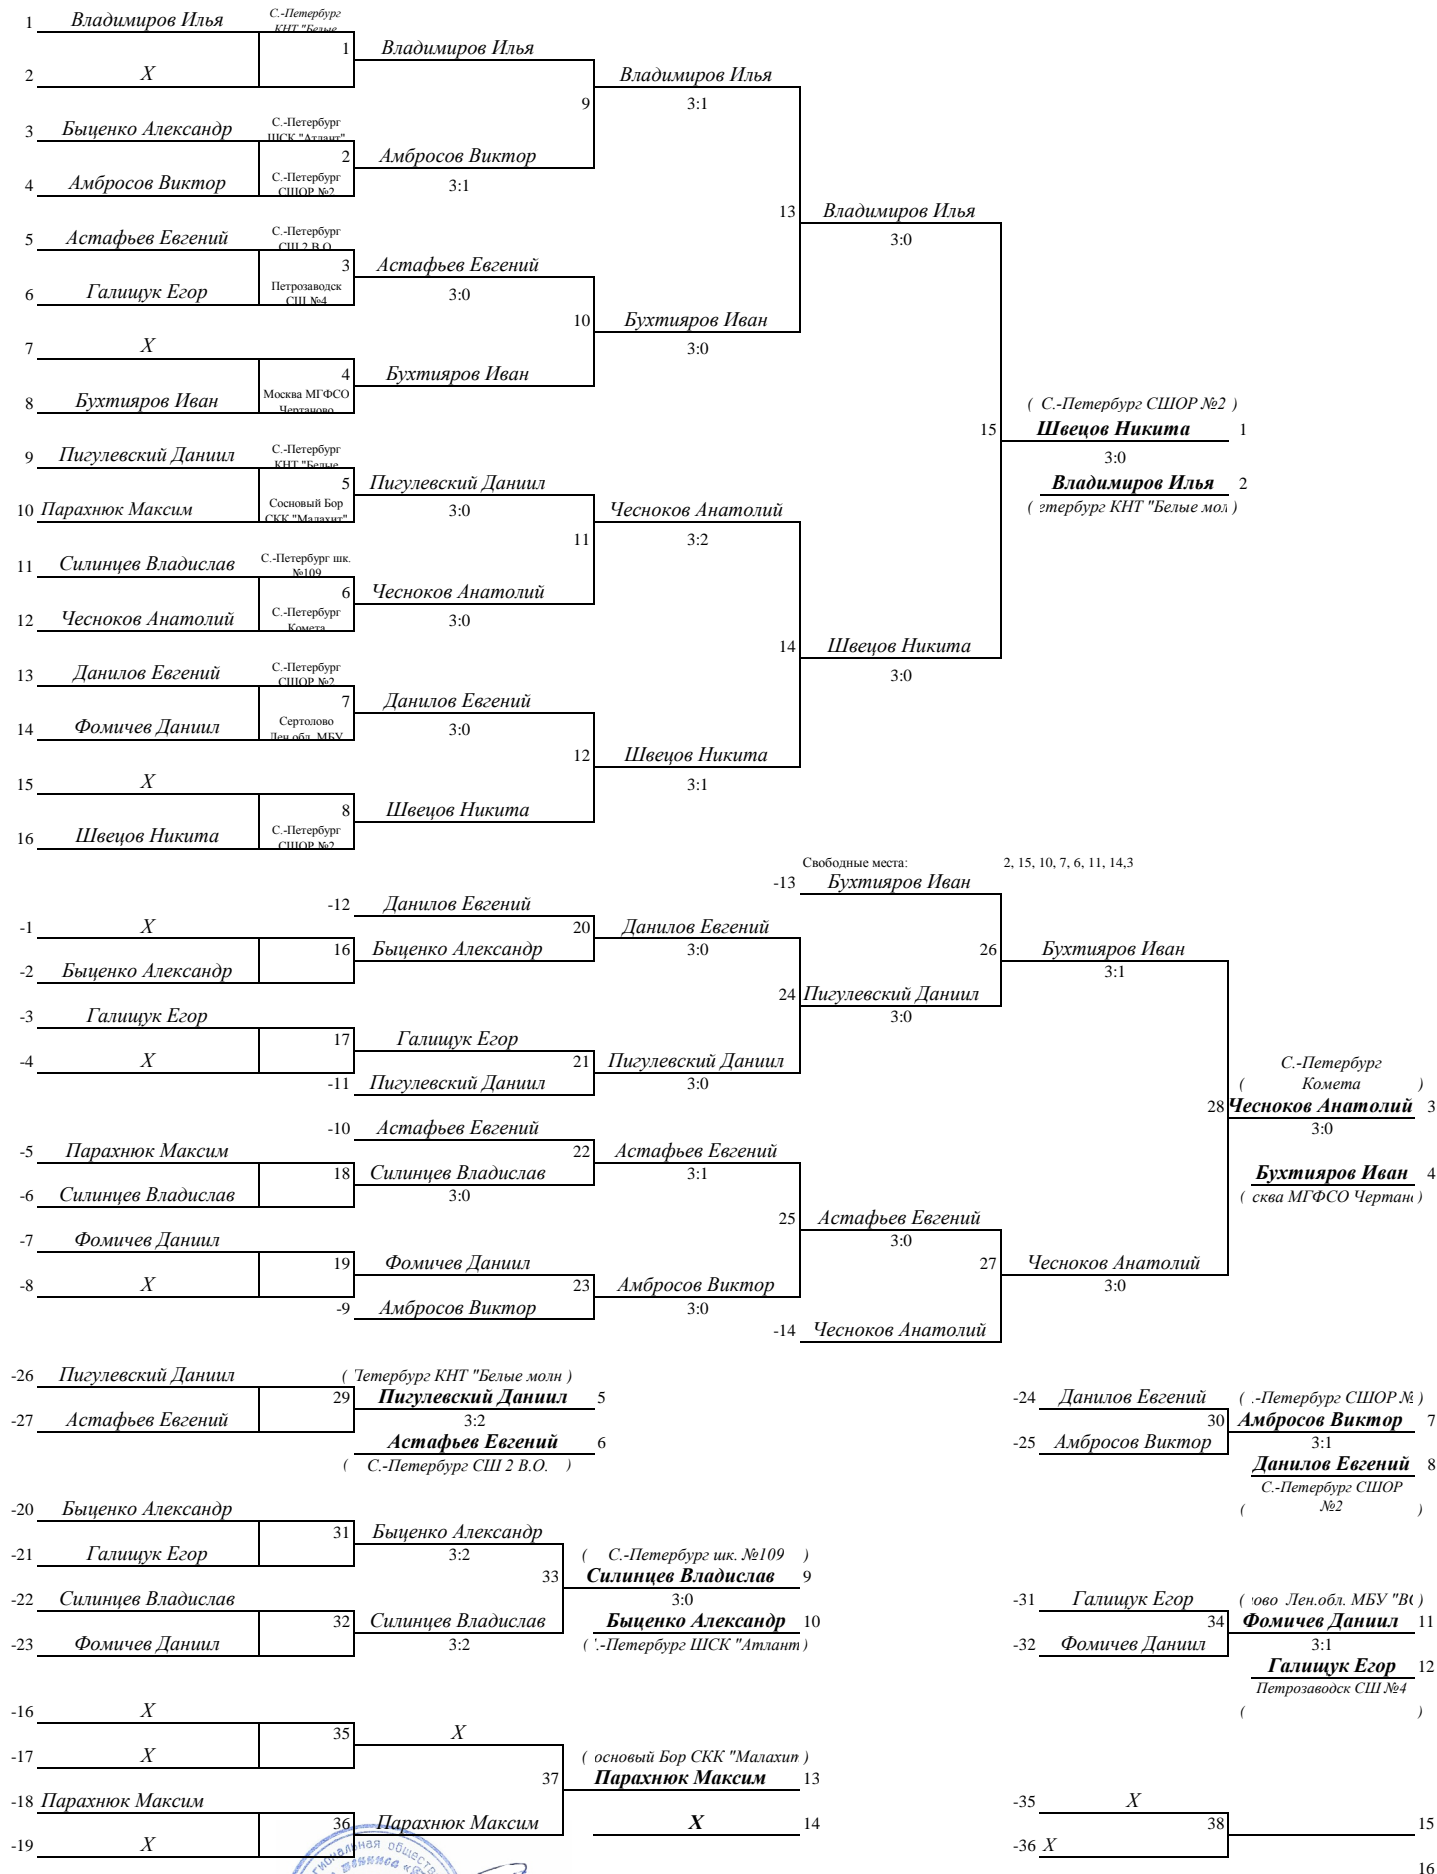 1 Владимиров Илья С.-Петербург КНТ "Белые
1 Владимиров Илья
2 X
Владимиров Илья
9 3:1
3 Быценко Александр С.-Петербург ШСК "Атлант"
2 Амбросов Виктор
4 Амбросов Виктор С.-Петербург СШОР №2
3:1
13 Владимиров Илья
3:0
5 Астафьев Евгений С.-Петербург СШ 2 В.О.
3 Астафьев Евгений
6 Галищук Егор Петрозаводск СШ №4
3:0
10 Бухтияров Иван
3:0
7 X
4 Бухтияров Иван
8 Бухтияров Иван Москва МГФСО Чертаново
( С.-Петербург СШОР №2 )
15 Швецов Никита 1
3:0
Владимиров Илья 2
( етербург КНТ "Белые мол )
9 Пигулевский Даниил С.-Петербург КНТ "Белые
5 Пигулевский Даниил
10 Парахнюк Максим Сосновый Бор СКК "Малахит"
3:0
Чесноков Анатолий
11 3:2
11 Силинцев Владислав С.-Петербург шк. №109
6 Чесноков Анатолий
12 Чесноков Анатолий С.-Петербург Комета
3:0
14 Швецов Никита
3:0
13 Данилов Евгений С.-Петербург СШОР №2
7 Данилов Евгений
14 Фомичев Даниил Сертолово Лен.обл. МБУ
3:0
12 Швецов Никита
3:1
15 X
8 Швецов Никита
16 Швецов Никита С.-Петербург СШОР №2
Свободные места: 2, 15, 10, 7, 6, 11, 14,3
-13 Бухтияров Иван
-12 Данилов Евгений
-1 X
20 Данилов Евгений
3:0
16 Быценко Александр
-2 Быценко Александр
26 Бухтияров Иван
3:1
24 Пигулевский Даниил
3:0
-3 Галищук Егор
17 Галищук Егор
-4 X
21 Пигулевский Даниил
3:0
-11 Пигулевский Даниил
С.-Петербург
( Комета )
28 Чесноков Анатолий 3
3:0
-10 Астафьев Евгений
-5 Парахнюк Максим
22 Астафьев Евгений
3:1
18 Силинцев Владислав
3:0
-6 Силинцев Владислав
Бухтияров Иван 4
( сква МГФСО Чертано )
25 Астафьев Евгений
3:0
-7 Фомичев Даниил
19 Фомичев Даниил
27 Чесноков Анатолий
3:0
-8 X
23 Амбросов Виктор
3:0
-9 Амбросов Виктор
-14 Чесноков Анатолий
-26 Пигулевский Даниил ( Петербург КНТ "Белые молн )
29 Пигулевский Даниил 5
3:2
-27 Астафьев Евгений
Астафьев Евгений 6
( С.-Петербург СШ 2 В.О. )
-24 Данилов Евгений ( .-Петербург СШОР № )
30 Амбросов Виктор 7
3:1
-25 Амбросов Виктор
Данилов Евгений 8
С.-Петербург СШОР
( №2 )
-20 Быценко Александр
31 Быценко Александр
3:2
-21 Галищук Егор
( С.-Петербург шк. №109 )
33 Силинцев Владислав 9
3:0
-22 Силинцев Владислав
32 Силинцев Владислав
3:2
Быценко Александр 10
-23 Фомичев Даниил
( .-Петербург ШСК "Атлант )
-31 Галищук Егор ( ово Лен.обл. МБУ "ВО )
34 Фомичев Даниил 11
3:1
-32 Фомичев Даниил
Галищук Егор 12
Петрозаводск СШ №4
( )
-16 X
35 X
-17 X
( основый Бор СКК "Малахит )
37 Парахнюк Максим 13
-18 Парахнюк Максим
36 Парахнюк Максим
X 14
-19 X
-35 X
38 15
-36 X
16